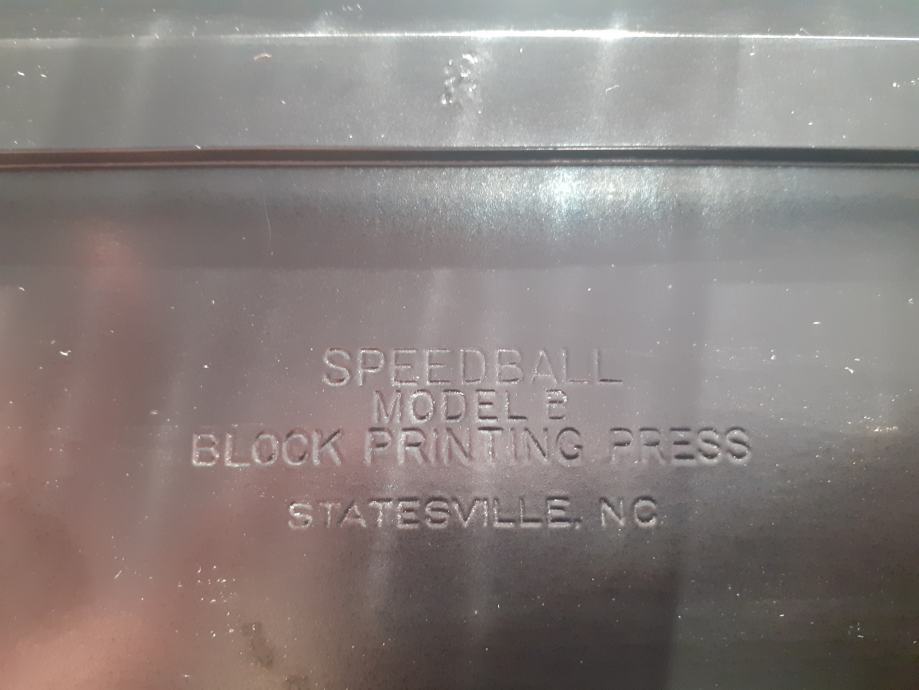 SPEEDBALL
MODEL B
BLOCK PRINTING PRESS
STATESVILLE, NC